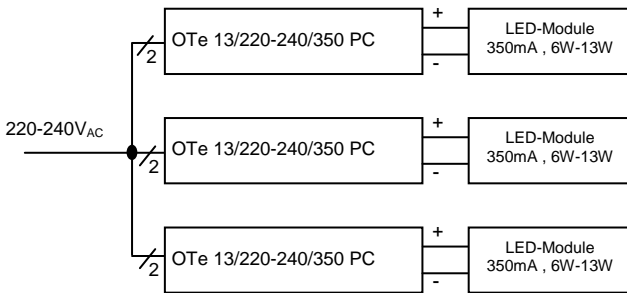 +
OTe 13/220-240/350 PC
LED-Module
350mA , 6W-13W
2
-
220-240VAC
+
OTe 13/220-240/350 PC
LED-Module
350mA , 6W-13W
2
-
+
OTe 13/220-240/350 PC
LED-Module
350mA , 6W-13W
2
-